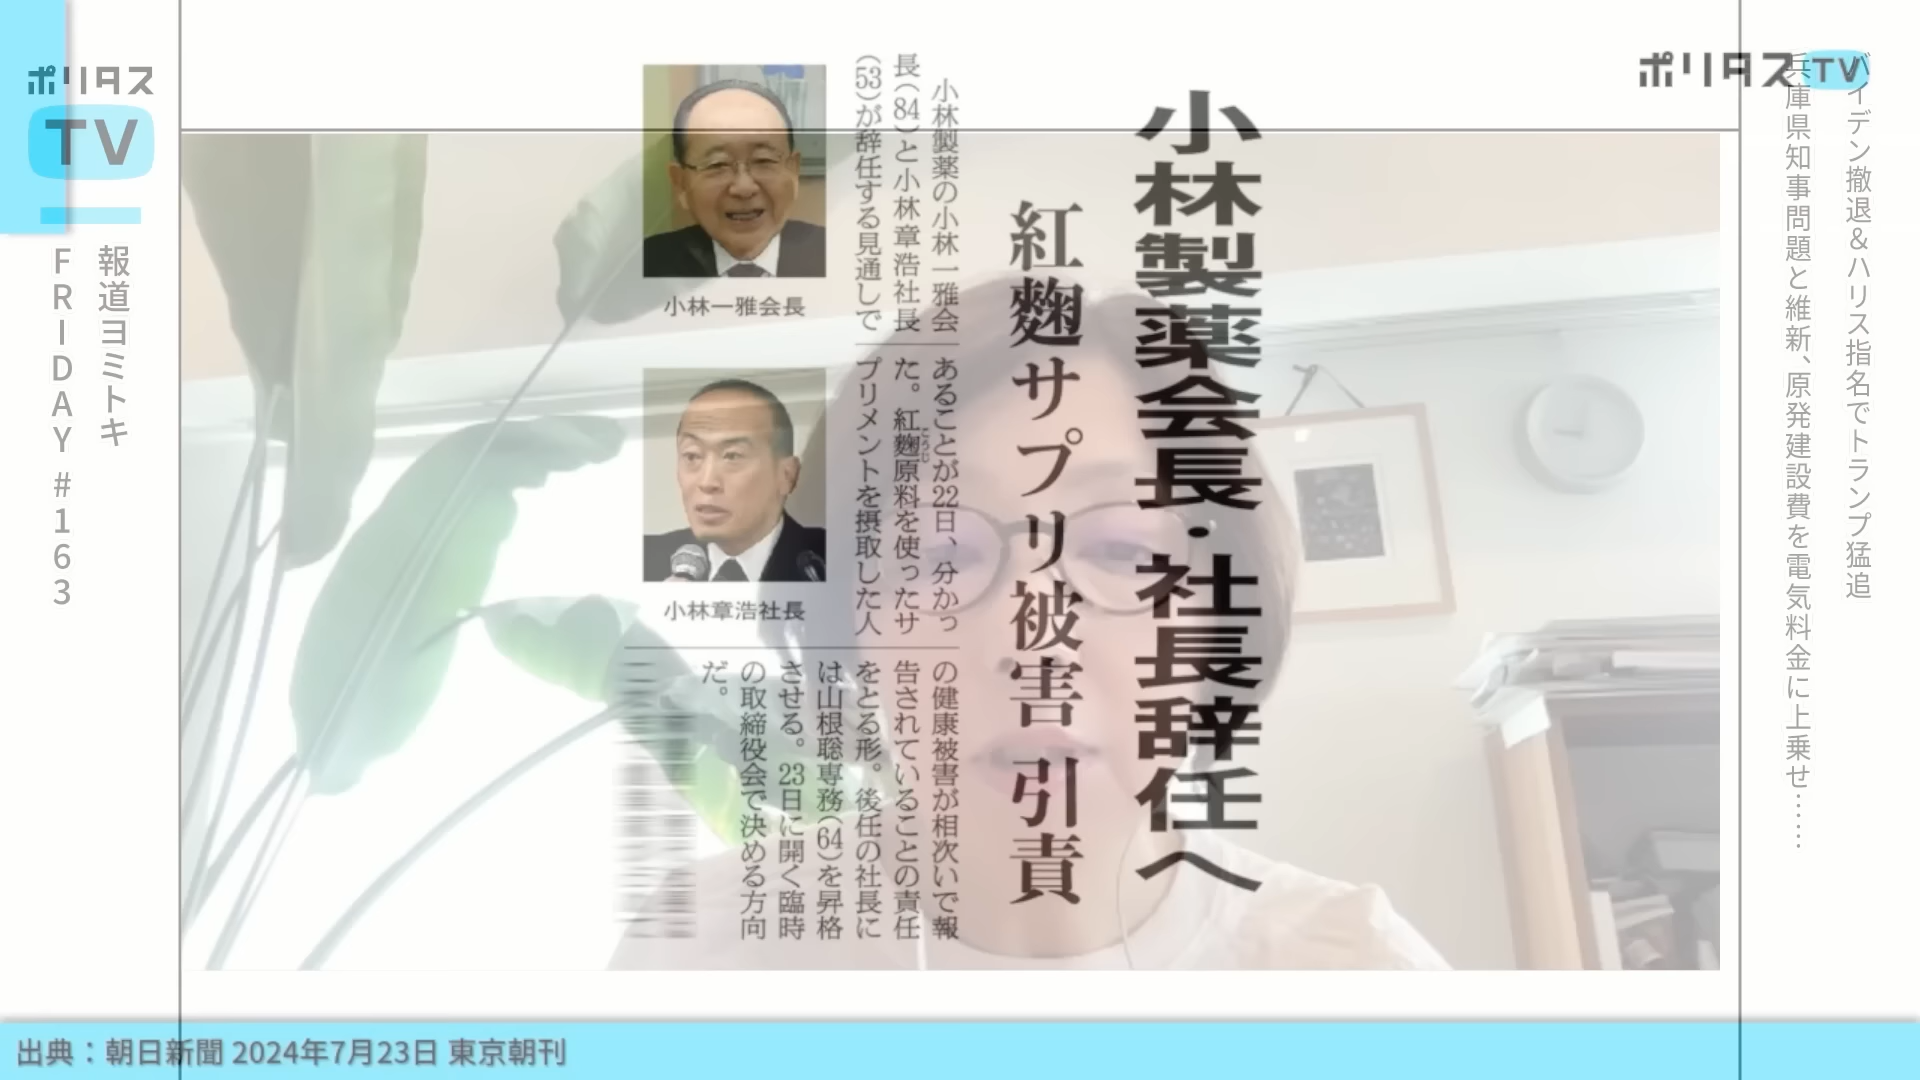 ポリタス
TV
報道ヨミトキ
FRIDAY #163
ポリタスTV
バイデン撤退&ハリス指名でトランプ猛追
兵庫県知事問題と維新、原発建設費を電気料金に上乗せ……
小林製薬会長・社長辞任へ
紅麴サプリ被害 引責
小林製薬の小林一雅会
長(84)と小林章浩社長
(53)が辞任する見通しで
あることが22日、分かっ
た。紅麴原料を使ったサ
こうじ
プリメントを摂取した人
の健康被害が相次いで報
告されていることの責任
をとる形。後任の社長に
は山根聡専務(64)を昇格
させる。23日に開く臨時
の取締役会で決める方向
だ。
小林一雅会長
小林章浩社長
出典：朝日新聞 2024年7月23日 東京朝刊